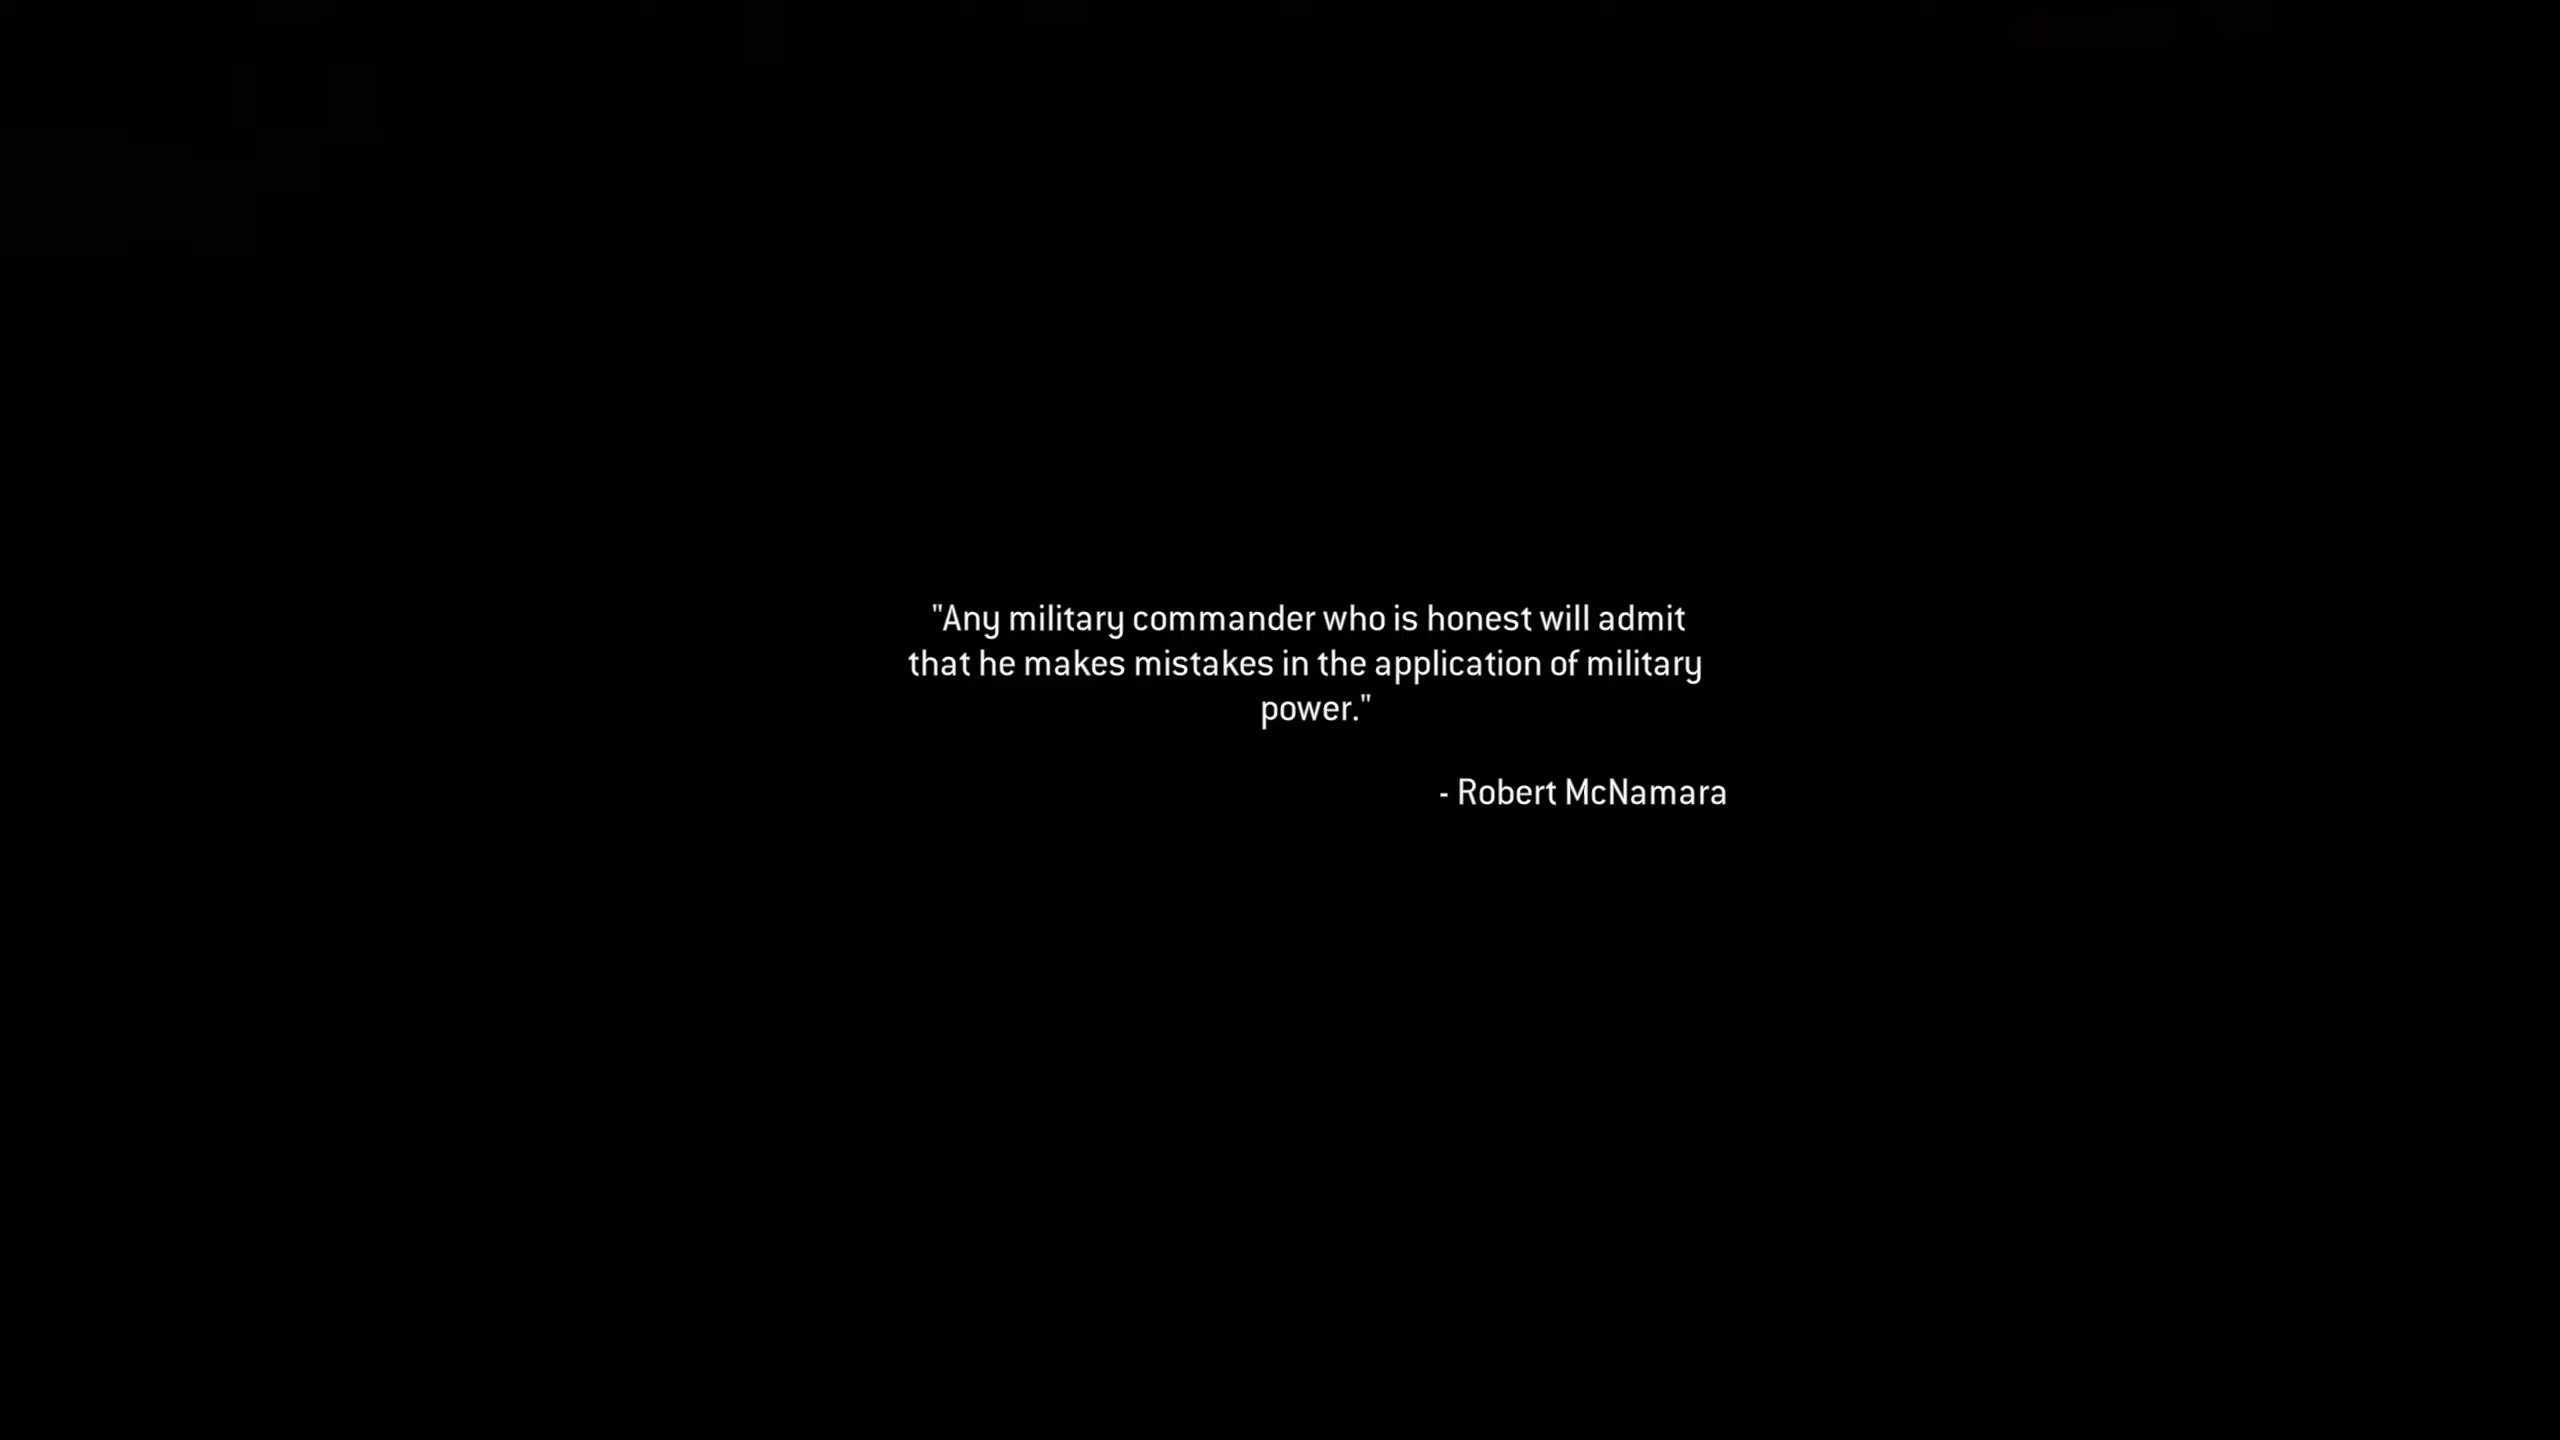 "Any military commander who is honest will admit
that he makes mistakes in the application of military
power."
- Robert McNamara